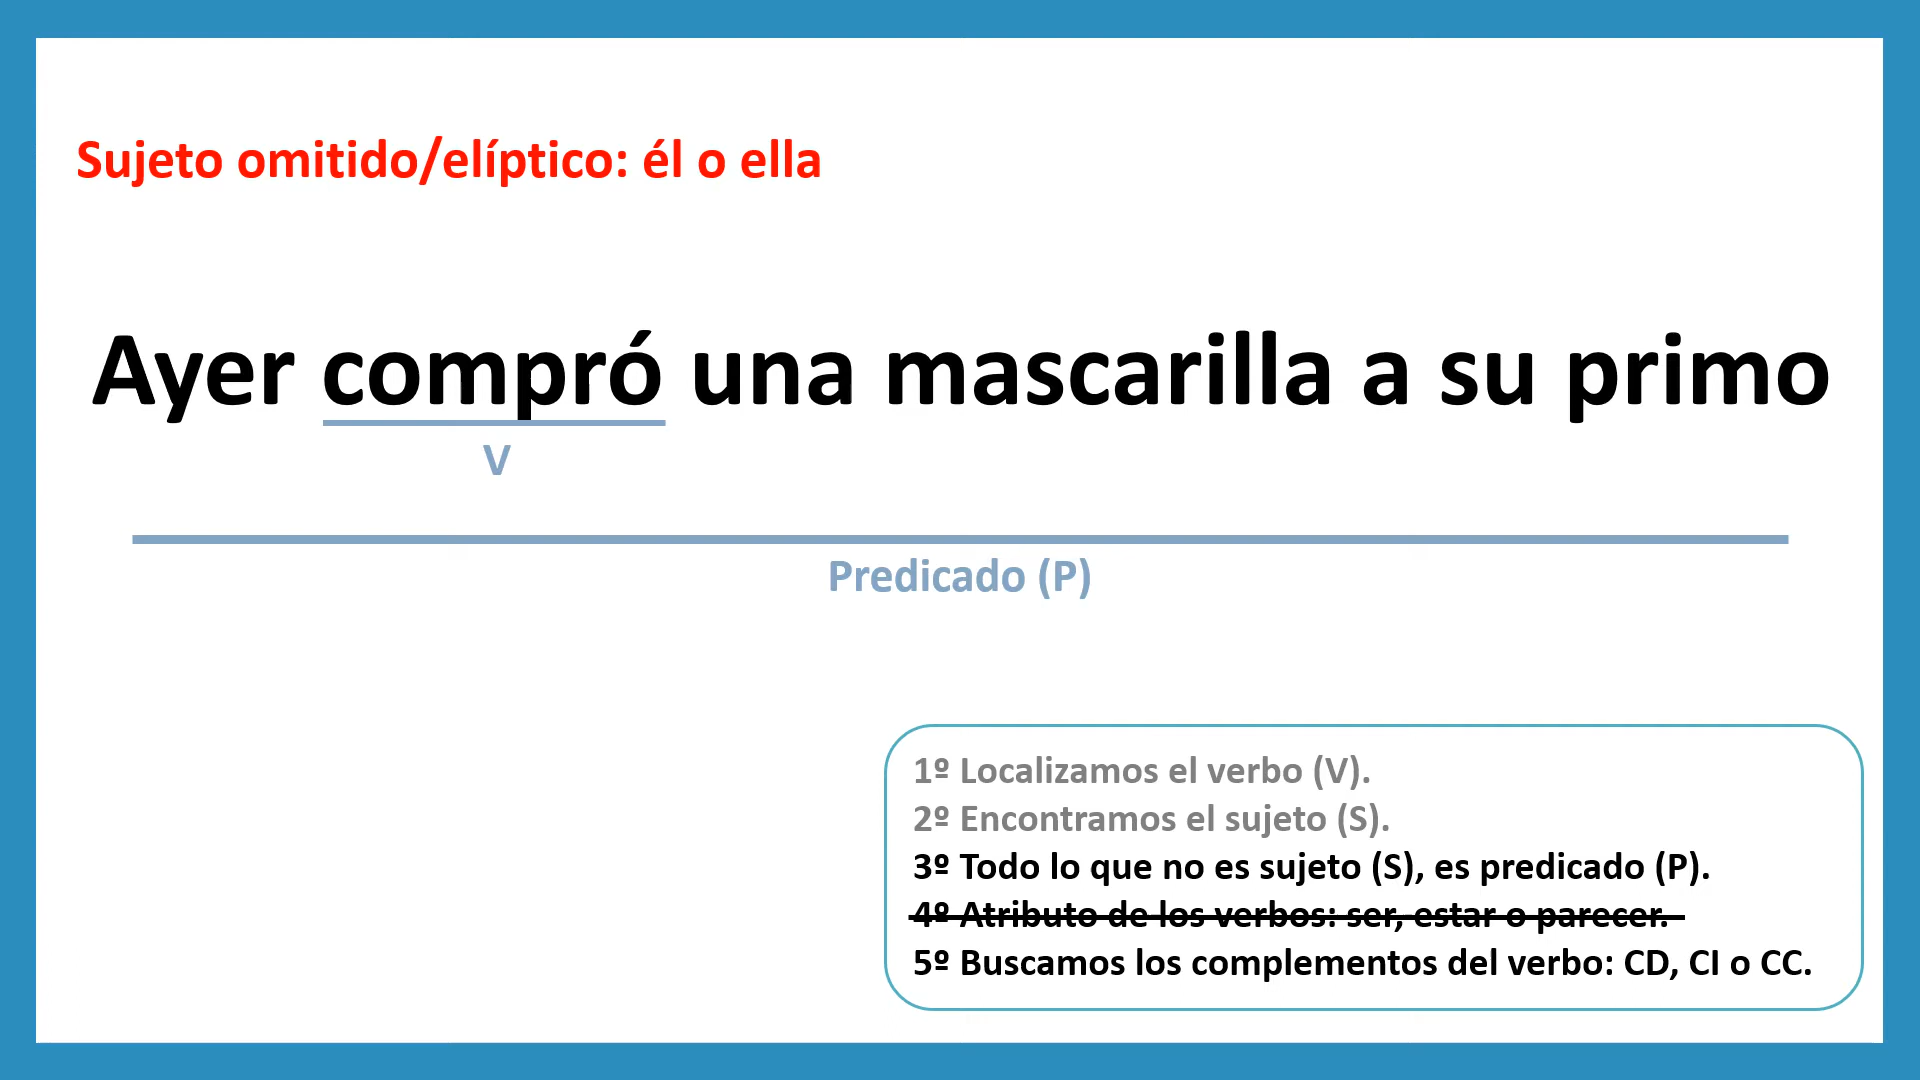 Sujeto omitido/elíptico: él o ella
Ayer compró una mascarilla a su primo
V
Predicado (P)
1º Localizamos el verbo (V).
2º Encontramos el sujeto (S).
3º Todo lo que no es sujeto (S), es predicado (P).
4º Atributo de los verbos: ser, estar o parecer.
5º Buscamos los complementos del verbo: CD, CI o CC.